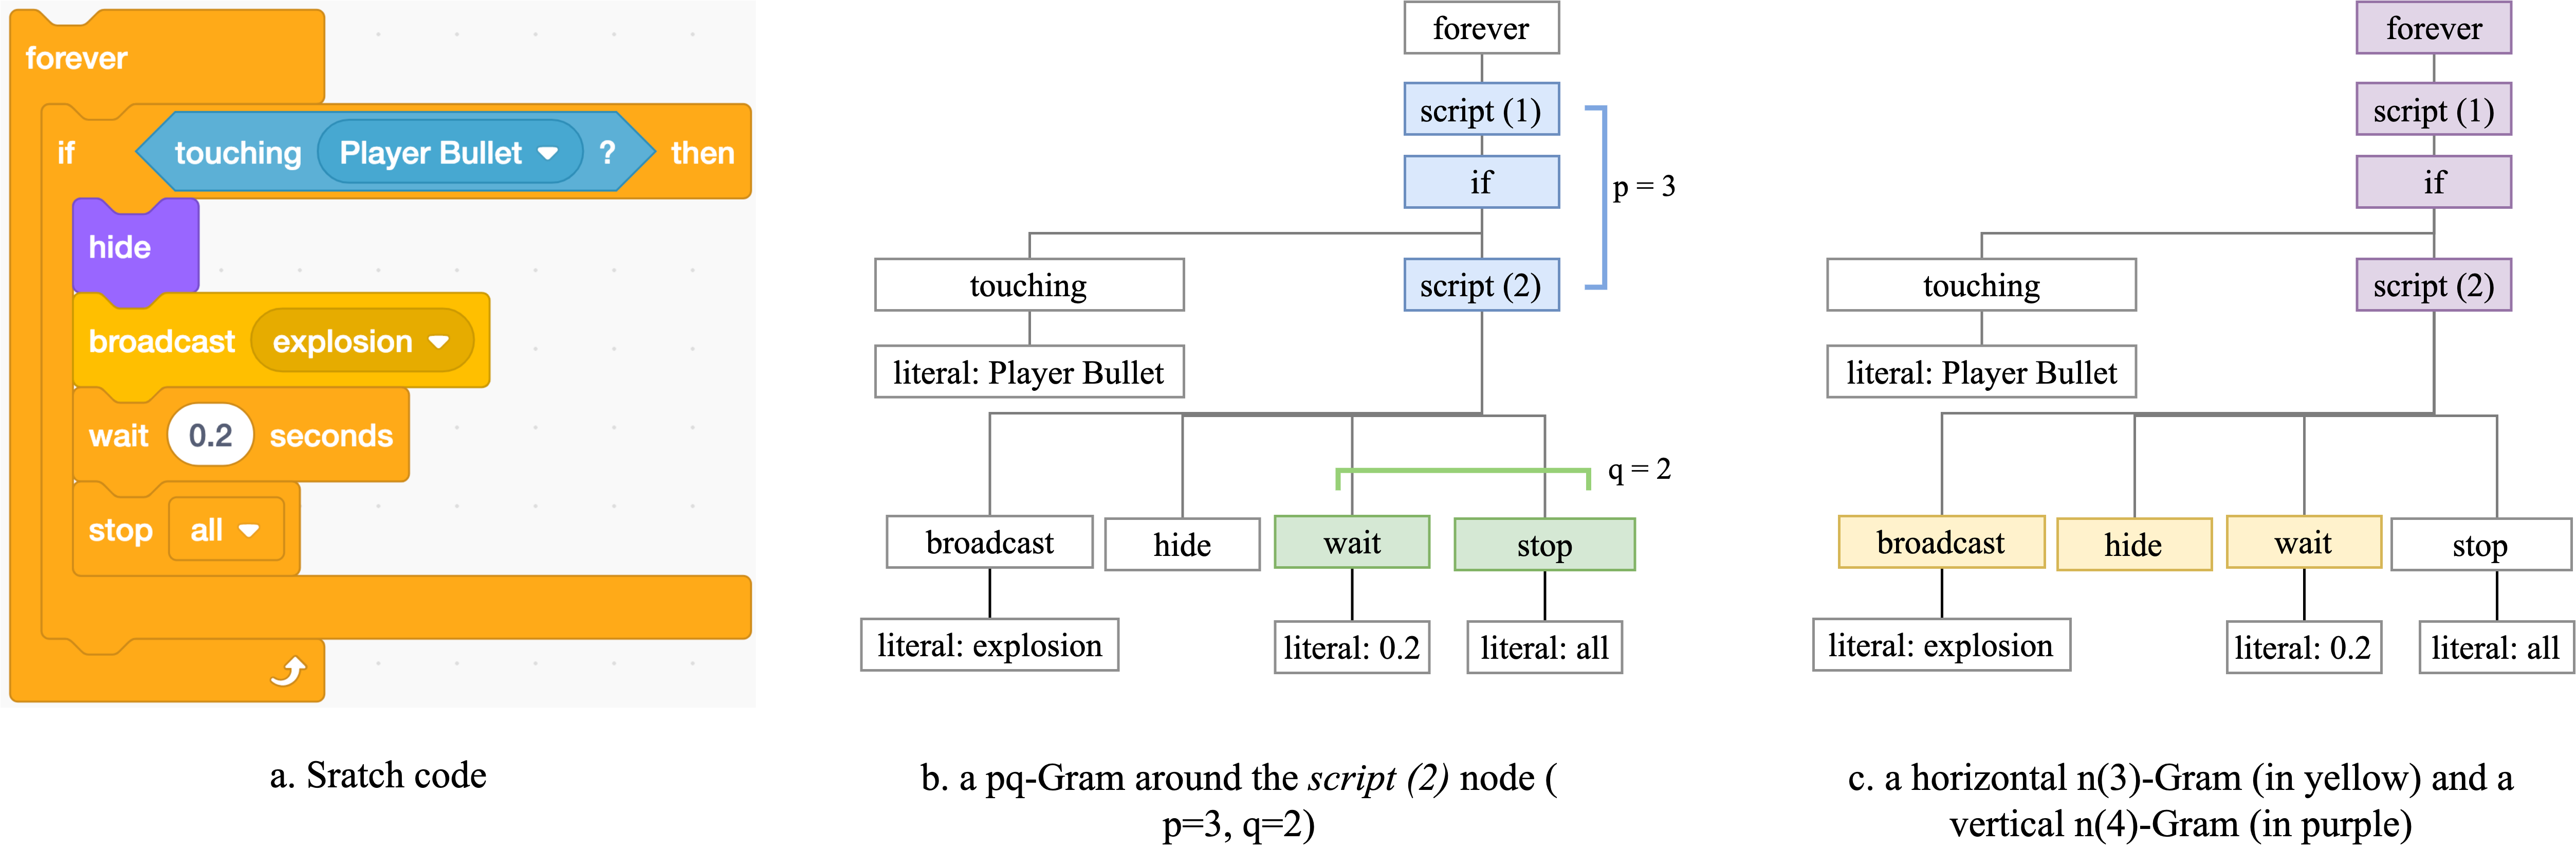 forever
if touching Player Bullet ? then
hide
broadcast explosion
wait 0.2 seconds
stop all
a. Sratch code
forever
script (1)
if
p = 3
touching
script (2)
literal: Player Bullet
q = 2
broadcast hide wait stop
literal: explosion literal: 0.2 literal: all
b. a pq-Gram around the script (2) node (
p=3, q=2)
forever
script (1)
if
touching
script (2)
literal: Player Bullet
broadcast hide wait stop
literal: explosion literal: 0.2 literal: all
c. a horizontal n(3)-Gram (in yellow) and a
vertical n(4)-Gram (in purple)